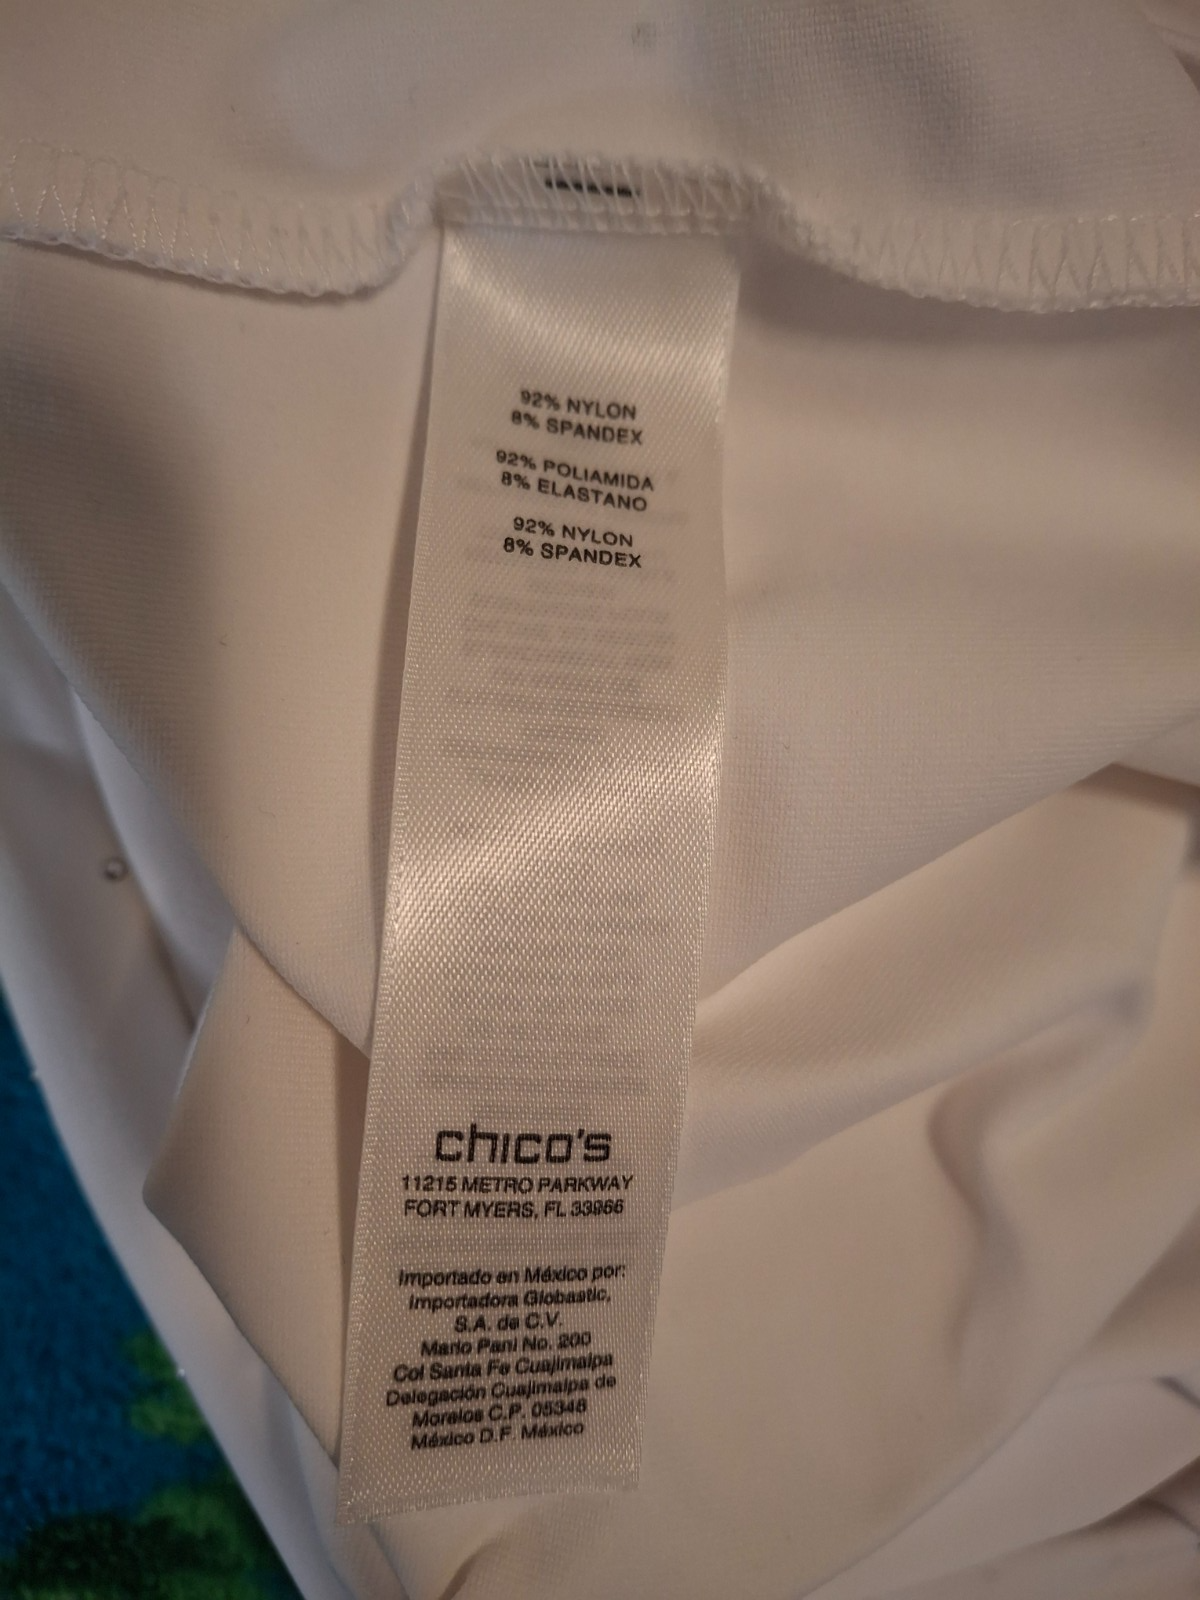 92% NYLON
8% SPANDEX
92% POLIAMIDA
8% ELASTANO
92% NYLON
8% SPANDEX
chico's
11215 METRO PARKWAY
FORT MYERS, FL 33966
Importado en México por:
Importadora Globastic,
S.A. de C.V.
Mario Pani No. 200
Col Santa Fe Cuajimalpa
Delegación Cuajimalpa de
Morelos C.P. 05348
México D.F. México